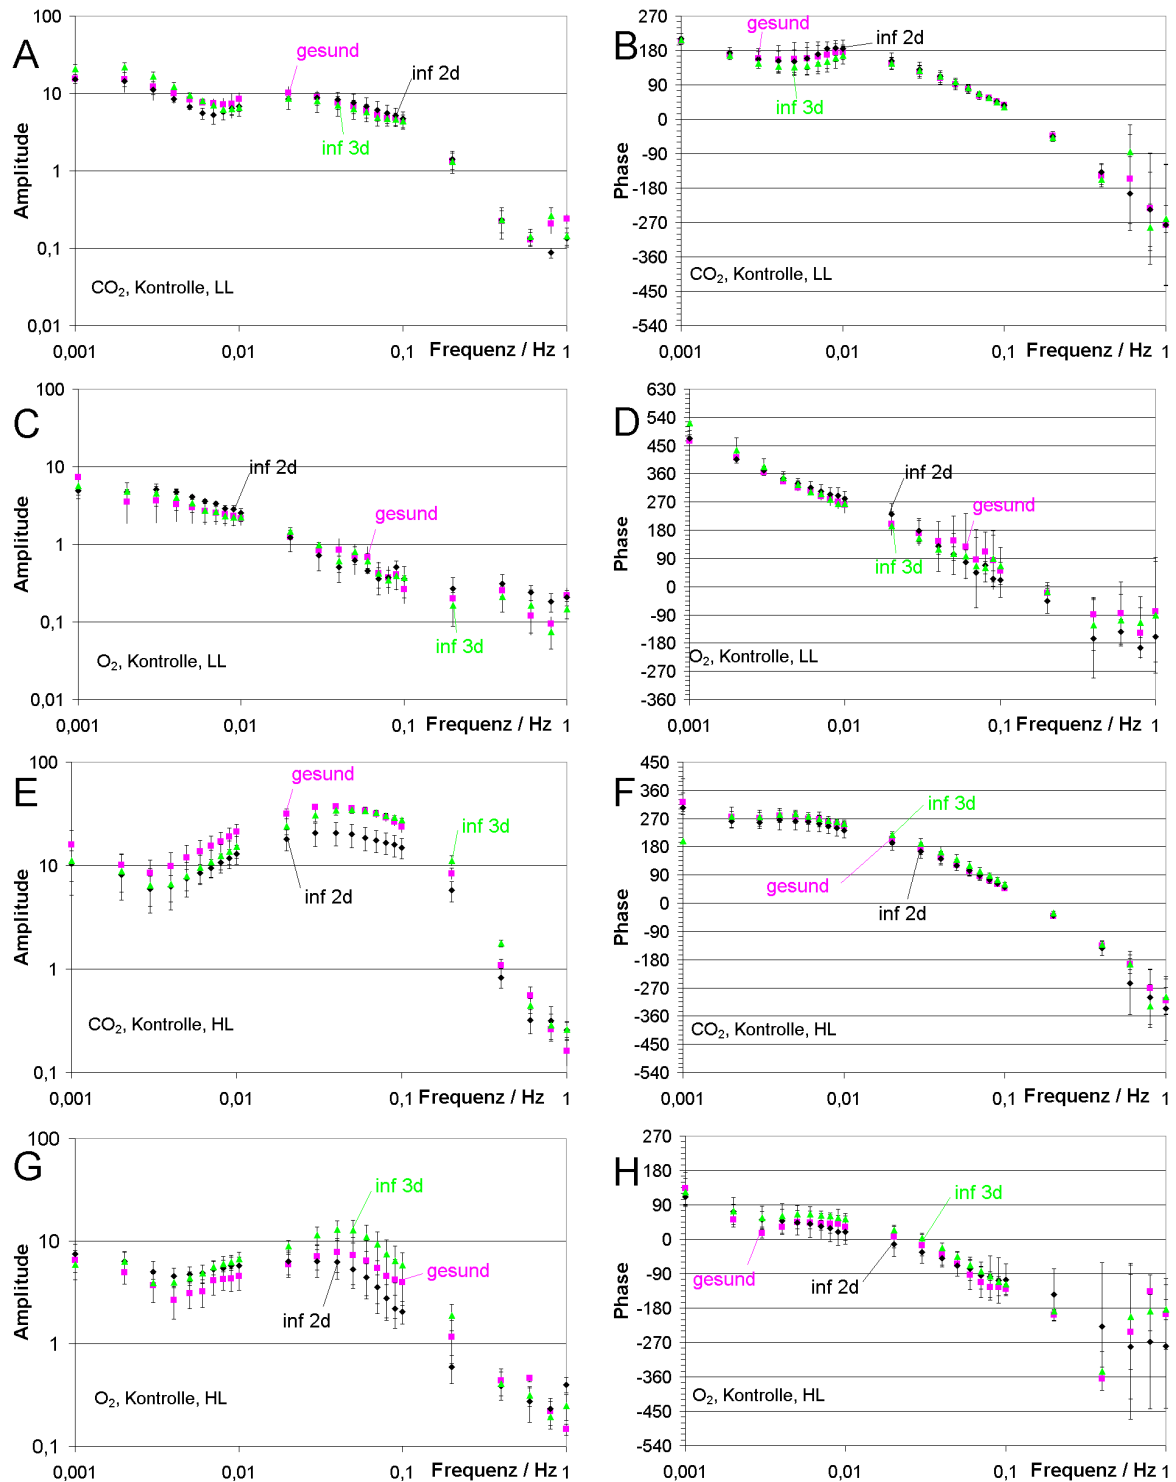 A
100
10
1
0,1
0,01
Amplitude
gesund
inf 2d
inf 3d
CO₂, Kontrolle, LL
0,001
0,01
0,1
Frequenz / Hz
1
B
270
180
90
0
-90
-180
-270
-360
-450
-540
Phase
gesund
inf 2d
inf 3d
CO₂, Kontrolle, LL
0,001
0,01
0,1
Frequenz / Hz
1
C
100
10
1
0,1
0,01
Amplitude
inf 2d
gesund
inf 3d
O₂, Kontrolle, LL
0,001
0,01
0,1
Frequenz / Hz
1
D
630
540
450
360
270
180
90
0
-90
-180
-270
-360
Phase
inf 2d
gesund
inf 3d
O₂, Kontrolle, LL
0,001
0,01
0,1
Frequenz / Hz
1
E
100
10
1
0,1
Amplitude
gesund
inf 3d
inf 2d
CO₂, Kontrolle, HL
0,001
0,01
0,1
Frequenz / Hz
1
F
450
360
270
180
90
0
-90
-180
-270
-360
-450
-540
Phase
inf 3d
gesund
inf 2d
CO₂, Kontrolle, HL
0,001
0,01
0,1
Frequenz / Hz
1
G
100
10
1
0,1
Amplitude
inf 3d
gesund
inf 2d
O₂, Kontrolle, HL
0,001
0,01
0,1
Frequenz / Hz
1
H
270
180
90
0
-90
-180
-270
-360
-450
-540
Phase
inf 3d
gesund
inf 2d
O₂, Kontrolle, HL
0,001
0,01
0,1
Frequenz / Hz
1